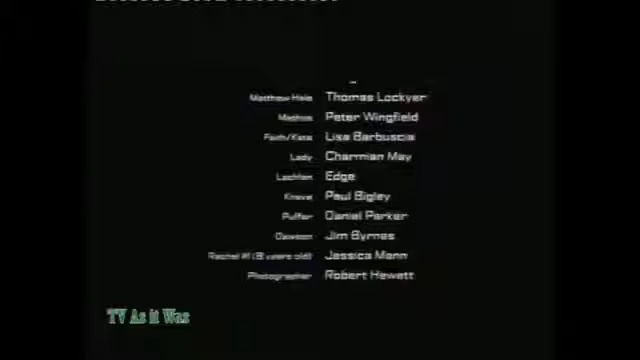 Matthew Hale Thomas Lockyer
Methos Peter Wingfield
Faith/Kate Lisa Barbuscia
Lady Charmian May
Lachlan Edge
Knave Paul Bigley
Puffer Daniel Parker
Dawson Jim Byrnes
Rachel #1 (8 years old) Jessica Mann
Photographer Robert Hewett
TV As it Was